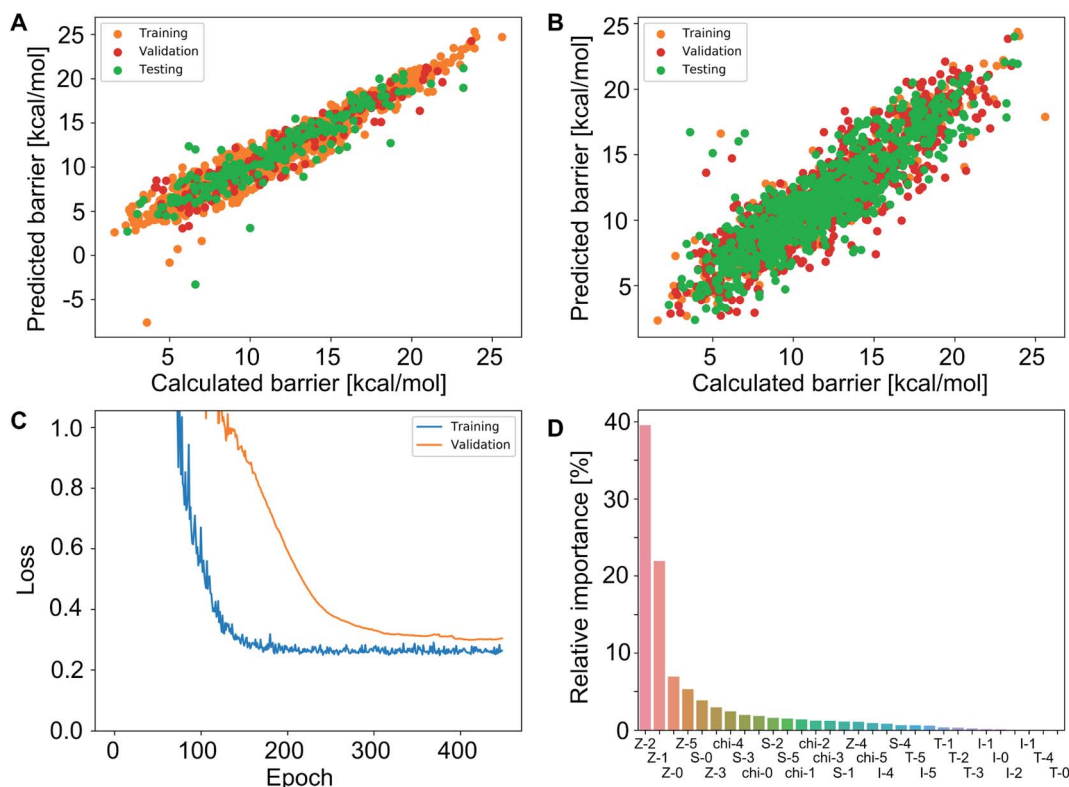 A
Training
Validation
Testing
25
20
15
10
5
0
-5
5
10
15
20
25
Predicted barrier [kcal/mol]
Calculated barrier [kcal/mol]
B
Training
Validation
Testing
25
20
15
10
5
5
10
15
20
25
Predicted barrier [kcal/mol]
Calculated barrier [kcal/mol]
C
Training
Validation
1.0
0.8
0.6
0.4
0.2
0.0
0
100
200
300
400
Loss
Epoch
D
40
30
20
10
0
Relative importance [%]
Z-2 Z-5 chi-4 S-2 chi-2 Z-4 S-4 T-1 I-1 I-1
Z-1 S-0 S-3 S-5 chi-3 chi-5 T-5 T-2 I-0 T-4
Z-0 Z-3 chi-0 chi-1 S-1 I-4 I-5 T-3 I-2 T-0